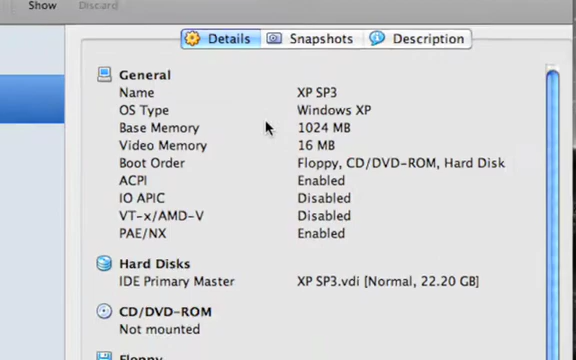 Show Discard
Details Snapshots Description
General
Name XP SP3
OS Type Windows XP
Base Memory 1024 MB
Video Memory 16 MB
Boot Order Floppy, CD/DVD-ROM, Hard Disk
ACPI Enabled
IO APIC Disabled
VT-x/AMD-V Disabled
PAE/NX Enabled
Hard Disks
IDE Primary Master XP SP3.vdi [Normal, 22.20 GB]
CD/DVD-ROM
Not mounted
Floppy